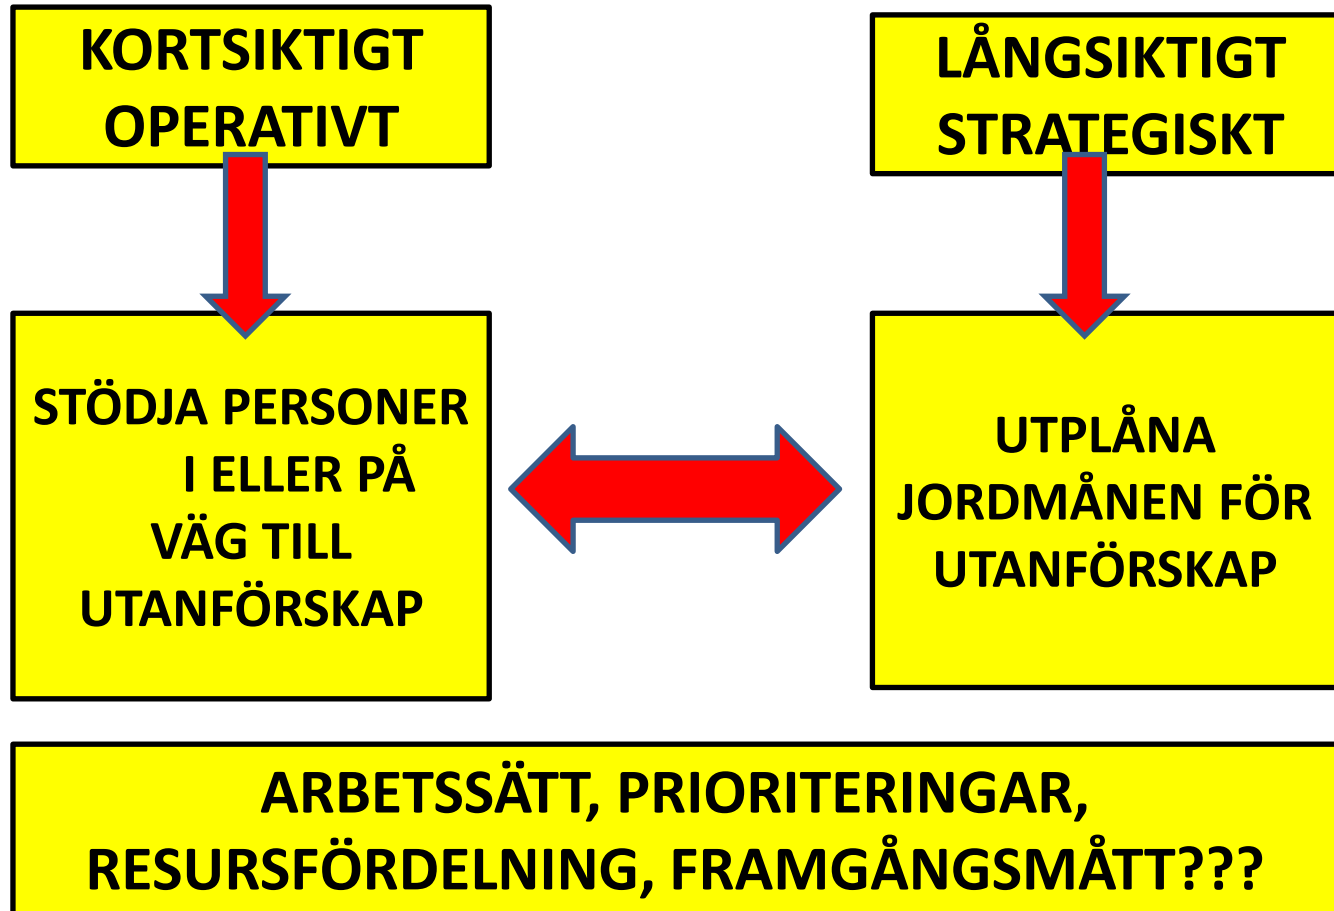 KORTSIKTIGT
OPERATIVT
LÅNGSIKTIGT
STRATEGISKT
STÖDJA PERSONER
I ELLER PÅ
VÄG TILL
UTANFÖRSKAP
UTPLÅNA
JORDMÅNEN FÖR
UTANFÖRSKAP
ARBETSSÄTT, PRIORITERINGAR,
RESURSFÖRDELNING, FRAMGÅNGSMÅTT???